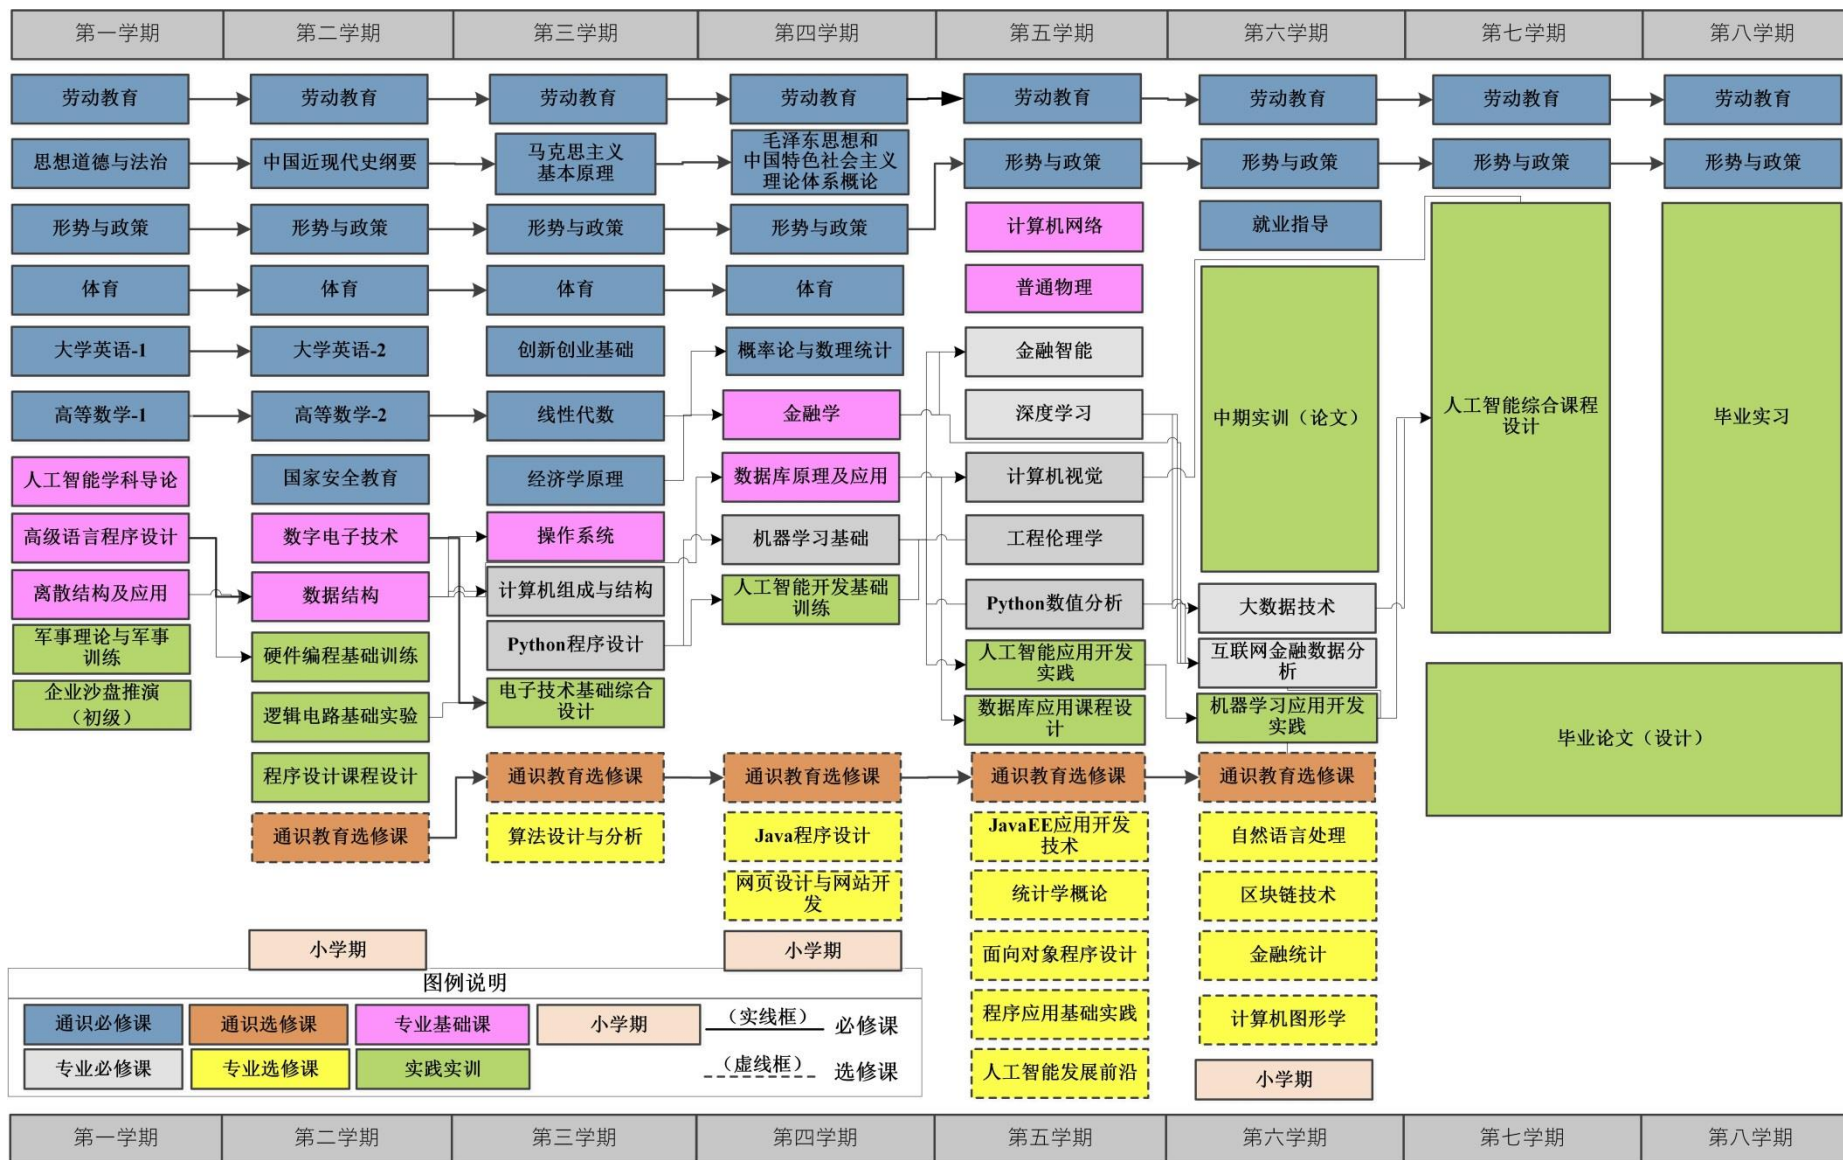 第一学期 第二学期 第三学期 第四学期 第五学期 第六学期 第七学期 第八学期
劳动教育 劳动教育 劳动教育 劳动教育 劳动教育 劳动教育 劳动教育 劳动教育
思想道德与法治
中国近现代史纲要
马克思主义
基本原理
毛泽东思想和
中国特色社会主义
理论体系概论
形势与政策 形势与政策 形势与政策 形势与政策
形势与政策 形势与政策 形势与政策 形势与政策
计算机网络
就业指导
体育 体育 体育 体育
普通物理
大学英语-1
大学英语-2
创新创业基础
概率论与数理统计
金融智能
高等数学-1
高等数学-2
线性代数
金融学
深度学习
中期实训（论文）
人工智能综合课程
设计
毕业实习
人工智能学科导论
国家安全教育
经济学原理
数据库原理及应用
计算机视觉
高级语言程序设计
数字电子技术
操作系统
机器学习基础
工程伦理学
离散结构及应用
数据结构
计算机组成与结构
人工智能开发基础
训练
Python数值分析
大数据技术
军事理论与军事
训练
硬件编程基础训练
Python程序设计
人工智能应用开发
实践
互联网金融数据分
析
企业沙盘推演
（初级）
逻辑电路基础实验
电子技术基础综合
设计
数据库应用课程设
计
机器学习应用开发
实践
毕业论文（设计）
程序设计课程设计
通识教育选修课 通识教育选修课 通识教育选修课 通识教育选修课
通识教育选修课
算法设计与分析
Java程序设计
JavaEE应用开发
技术
自然语言处理
网页设计与网站开
发
统计学概论
区块链技术
小学期
小学期
面向对象程序设计
金融统计
程序应用基础实践
计算机图形学
人工智能发展前沿
小学期
图例说明
通识必修课 通识选修课 专业基础课 小学期 （实线框） 必修课
专业必修课 专业选修课 实践实训 （虚线框） 选修课
第一学期 第二学期 第三学期 第四学期 第五学期 第六学期 第七学期 第八学期